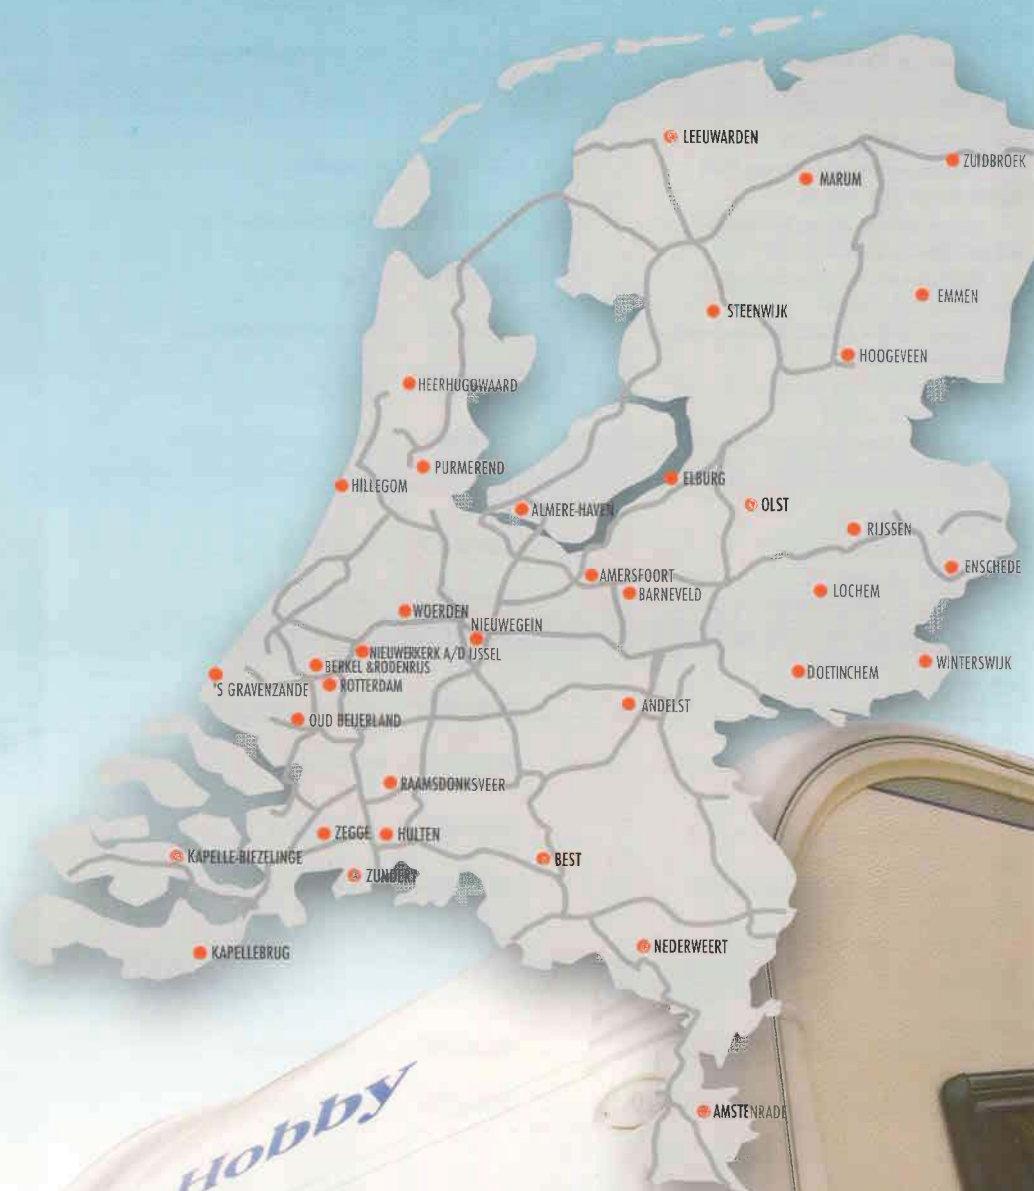 LEEUWARDEN
ZUIDBROEK
MARUM
EMMEN
STEENWIJK
HOOGEVEEN
HEERHUGOWAARD
PURMEREND
ELBURG
HILLEGOM
OLST
ALMERE-HAVEN
RIJSSEN
ENSCHEDE
AMERSFOORT
LOCHEM
BARNEVELD
WOERDEN
NIEUWEGEIN
NIEUWERKERK A/D IJSSEL
WINTERSWIJK
BERKEL &RODENRIJS
DOETINCHEM
'S GRAVENZANDE
ROTTERDAM
ANDELST
OUD BEIJERLAND
RAAMSDONKSVEER
ZEGGE
HULTEN
KAPELLE-BIEZELINGE
BEST
ZUNDERT
NEDERWEERT
KAPELLEBRUG
Hobby
AMSTENRADE